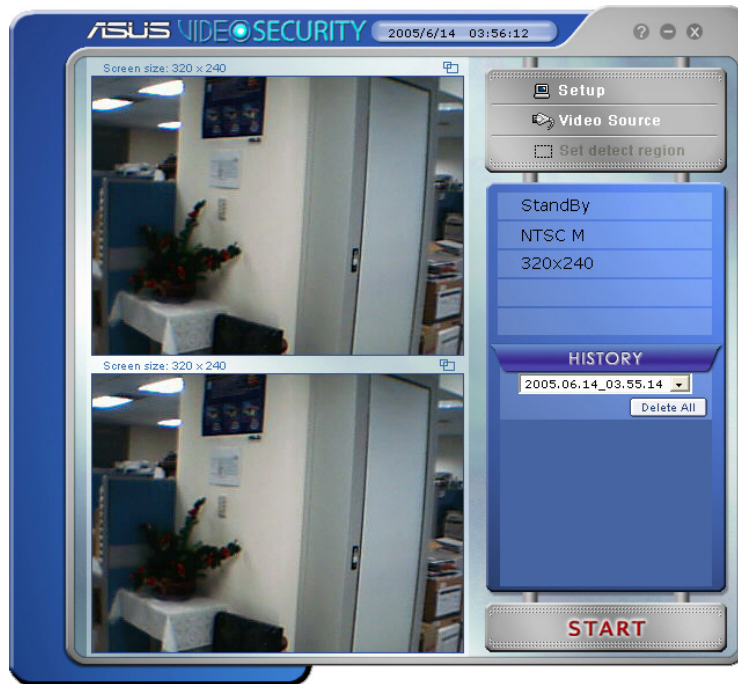 ASUS VIDEO SECURITY 2005/6/14 03:56:12
Screen size: 320 x 240
Setup
Video Source
Set detect region
StandBy
NTSC M
320x240
HISTORY
2005.06.14_03.55.14
Delete All
Screen size: 320 x 240
START